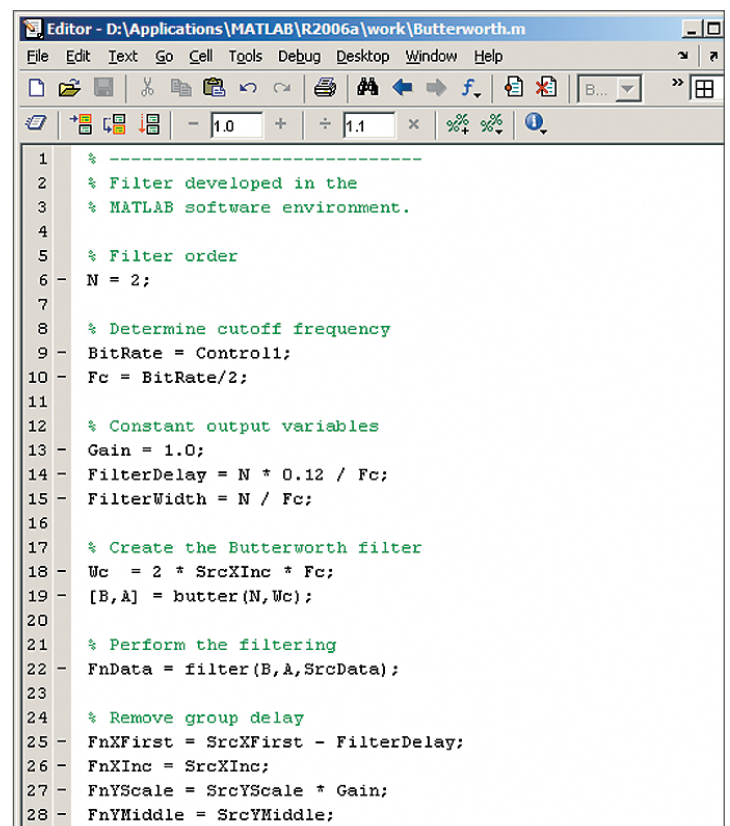 Editor - D:\Applications\MATLAB\R2006a\work\Butterworth.m
File Edit Text Go Cell Tools Debug Desktop Window Help
B...
1.0
1.1
1 % -----------------------------
2 % Filter developed in the
3 % MATLAB software environment.
4
5 % Filter order
6 - N = 2;
7
8 % Determine cutoff frequency
9 - BitRate = Control1;
10 - Fc = BitRate/2;
11
12 % Constant output variables
13 - Gain = 1.0;
14 - FilterDelay = N * 0.12 / Fc;
15 - FilterWidth = N / Fc;
16
17 % Create the Butterworth filter
18 - Wc  = 2 * SrcXInc * Fc;
19 - [B,A] = butter(N,Wc);
20
21 % Perform the filtering
22 - FnData = filter(B,A,SrcData);
23
24 % Remove group delay
25 - FnXFirst = SrcXFirst - FilterDelay;
26 - FnXInc = SrcXInc;
27 - FnYScale = SrcYScale * Gain;
28 - FnYMiddle = SrcYMiddle;